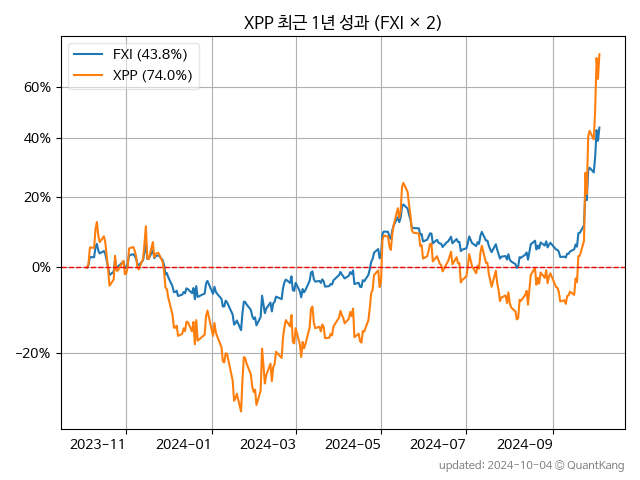 XPP 최근 1년 성과 (FXI × 2)
FXI (43.8%)
XPP (74.0%)
60%
40%
20%
0%
−20%
2023−11
2024−01
2024−03
2024−05
2024−07
2024−09
updated: 2024-10-04 © QuantKang